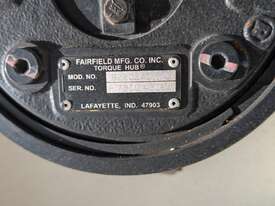 FAIRFIELD MFG. CO. INC.
TORQUE HUB®
MOD. NO.
SER. NO.
LAFAYETTE, IND. 47903